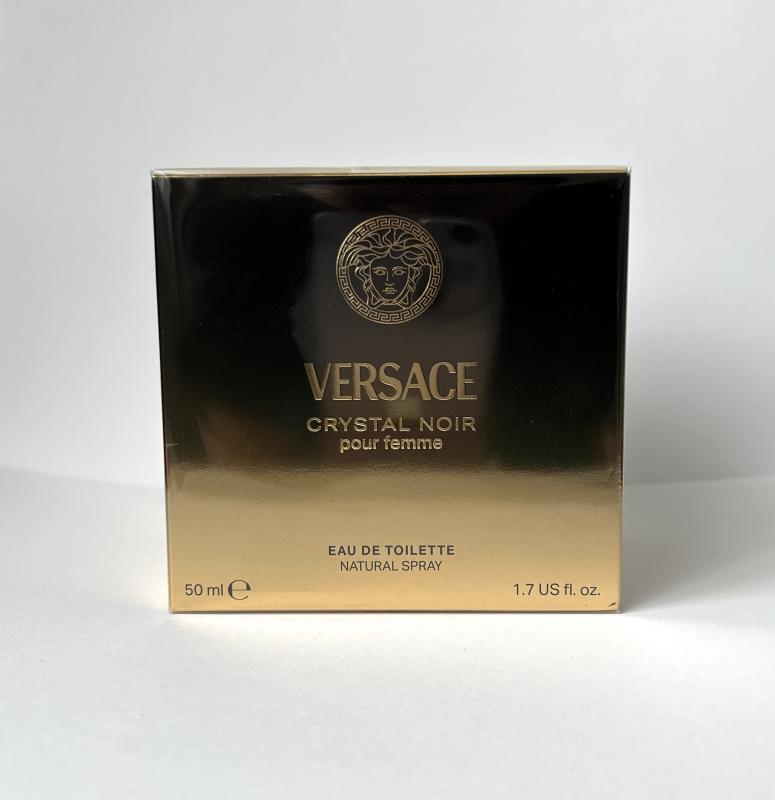 VERSACE
CRYSTAL NOIR
pour femme
EAU DE TOILETTE
NATURAL SPRAY
50 ml ℮
1.7 US fl. oz.